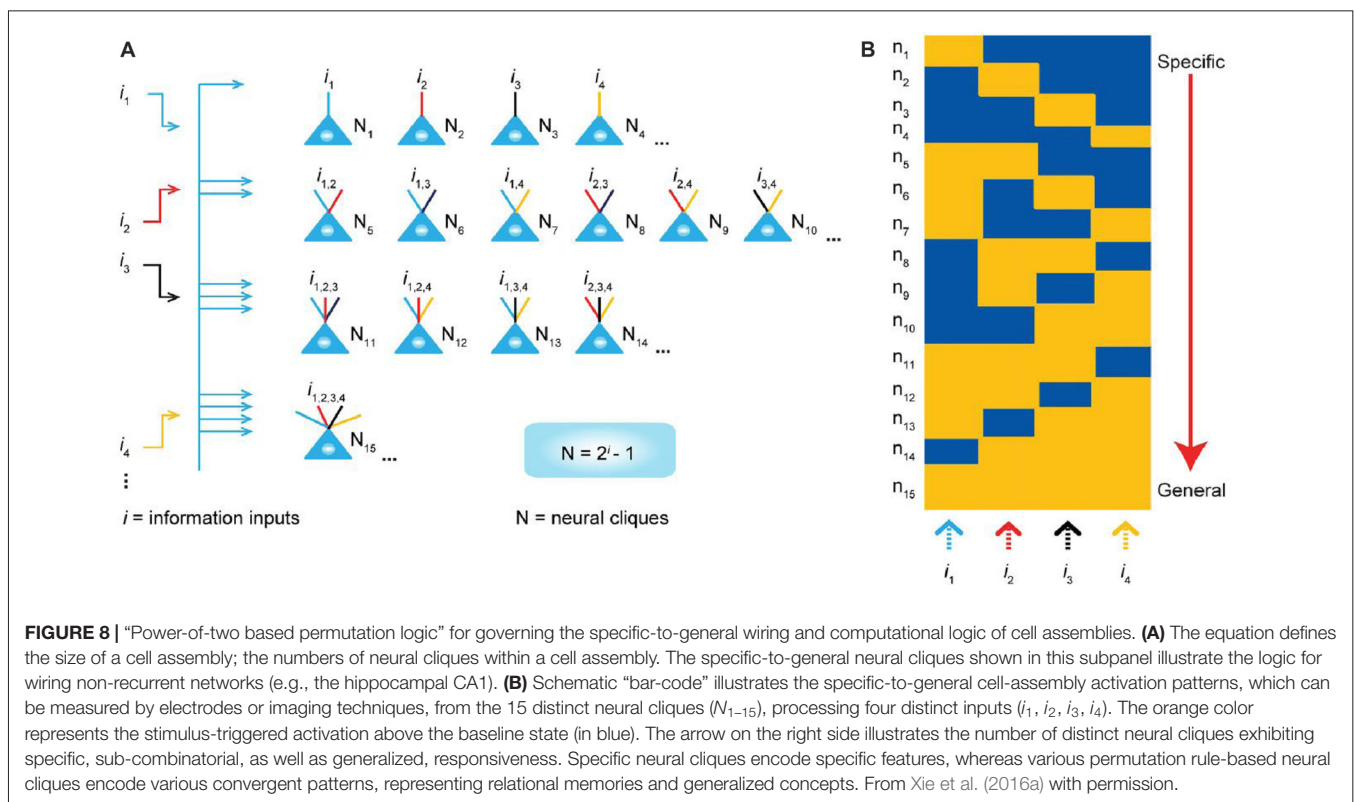 A
i1
i2
i3
i4
⋮
i = information inputs
i1 i2 i3 i4
N1 N2 N3 N4 ...
i1,2 i1,3 i1,4 i2,3 i2,4 i3,4
N5 N6 N7 N8 N9 N10 ...
i1,2,3 i1,2,4 i1,3,4 i2,3,4
N11 N12 N13 N14 ...
i1,2,3,4
N15 ...
N = 2^i - 1
N = neural cliques
B
n1
n2
n3
n4
n5
n6
n7
n8
n9
n10
n11
n12
n13
n14
n15
Specific
General
i1 i2 i3 i4
FIGURE 8 | “Power-of-two based permutation logic” for governing the specific-to-general wiring and computational logic of cell assemblies. (A) The equation defines
the size of a cell assembly; the numbers of neural cliques within a cell assembly. The specific-to-general neural cliques shown in this subpanel illustrate the logic for
wiring non-recurrent networks (e.g., the hippocampal CA1). (B) Schematic “bar-code” illustrates the specific-to-general cell-assembly activation patterns, which can
be measured by electrodes or imaging techniques, from the 15 distinct neural cliques (N1–15), processing four distinct inputs (i1, i2, i3, i4). The orange color
represents the stimulus-triggered activation above the baseline state (in blue). The arrow on the right side illustrates the number of distinct neural cliques exhibiting
specific, sub-combinatorial, as well as generalized, responsiveness. Specific neural cliques encode specific features, whereas various permutation rule-based neural
cliques encode various convergent patterns, representing relational memories and generalized concepts. From Xie et al. (2016a) with permission.